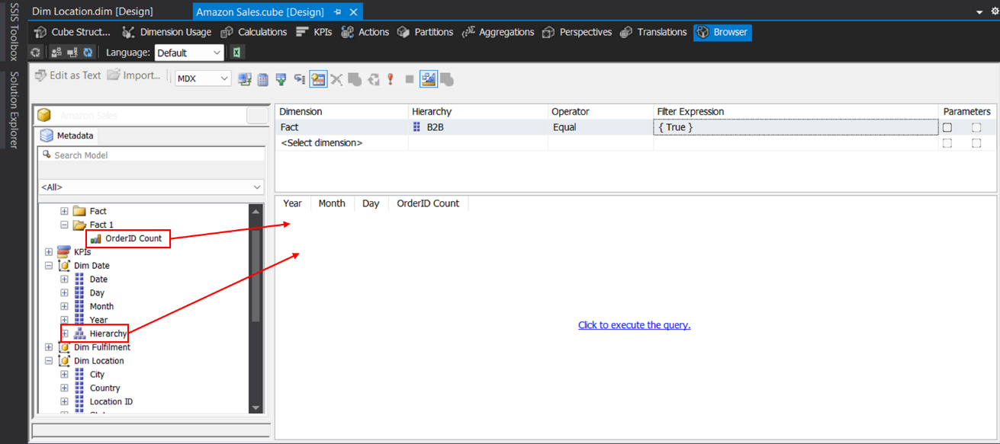 SSIS Toolbox
Solution Explorer
Dim Location.dim [Design]
Amazon Sales.cube [Design]
Cube Struct...
Dimension Usage
Calculations
KPIs
Actions
Partitions
Aggregations
Perspectives
Translations
Browser
Language:
Default
Edit as Text
Import...
MDX
Amazon Sales
Metadata
Search Model
<All>
Fact
Fact 1
OrderID Count
KPIs
Dim Date
Date
Day
Month
Year
Hierarchy
Dim Fulfilment
Dim Location
City
Country
Location ID
Dimension Hierarchy Operator Filter Expression Parameters
Fact B2B Equal { True }
<Select dimension>
Year Month Day OrderID Count
Click to execute the query.